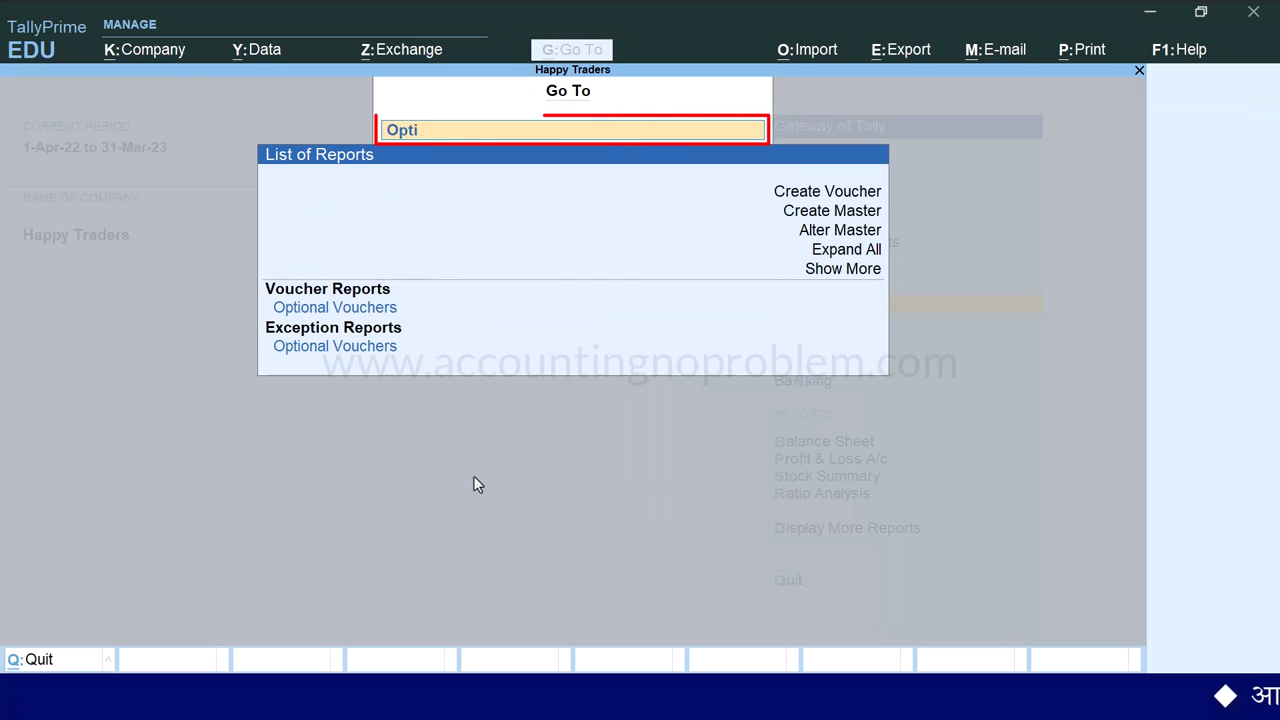 TallyPrime
EDU
MANAGE
K:Company
Y:Data
Z:Exchange
G:Go To
O:Import
E:Export
M:E-mail
P:Print
F1:Help
Happy Traders
Go To
CURRENT PERIOD
1-Apr-22 to 31-Mar-23
NAME OF COMPANY
Happy Traders
Opti
Gateway of Tally
List of Reports
Create Voucher
Create Master
Alter Master
Expand All
Show More
Voucher Reports
Optional Vouchers
Exception Reports
Optional Vouchers
www.accountingnoproblem.com
Banking
REPORTS
Balance Sheet
Profit & Loss A/c
Stock Summary
Ratio Analysis
Display More Reports
Quit
Q:Quit